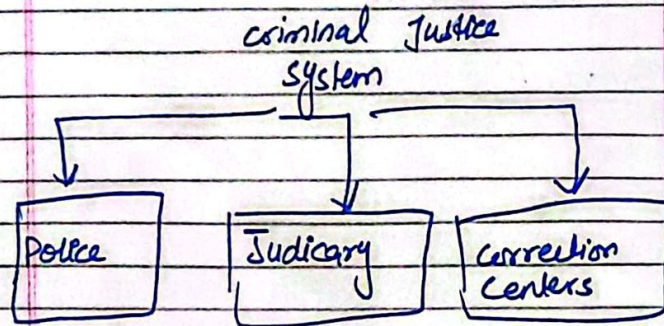 criminal Justice
system
Police
Judicary
correction
centers